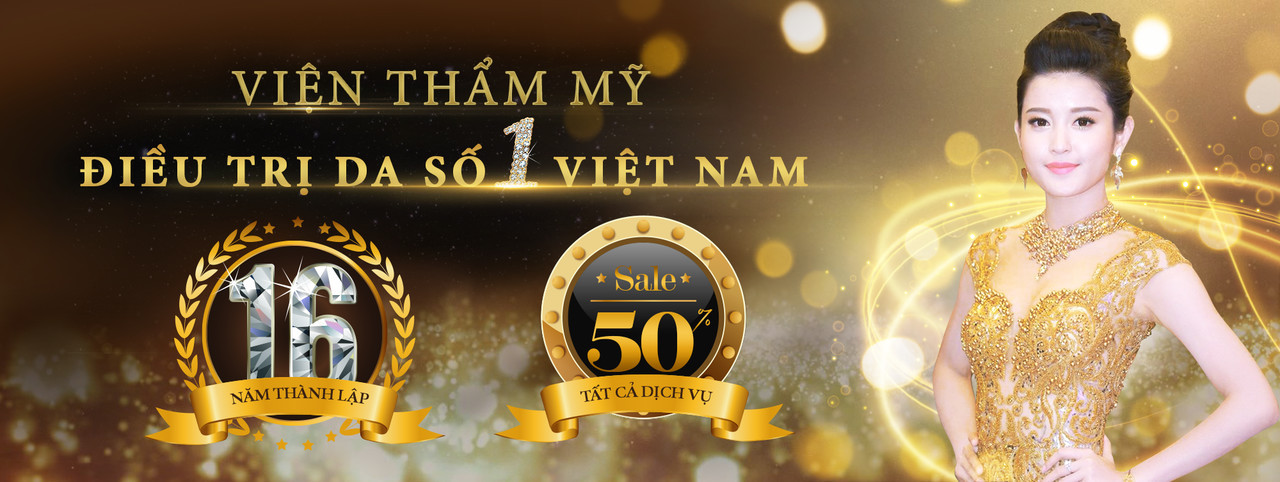 VIỆN THẨM MỸ
ĐIỀU TRỊ DA SỐ 1 VIỆT NAM
16
NĂM THÀNH LẬP
Sale
50%
TẤT CẢ DỊCH VỤ